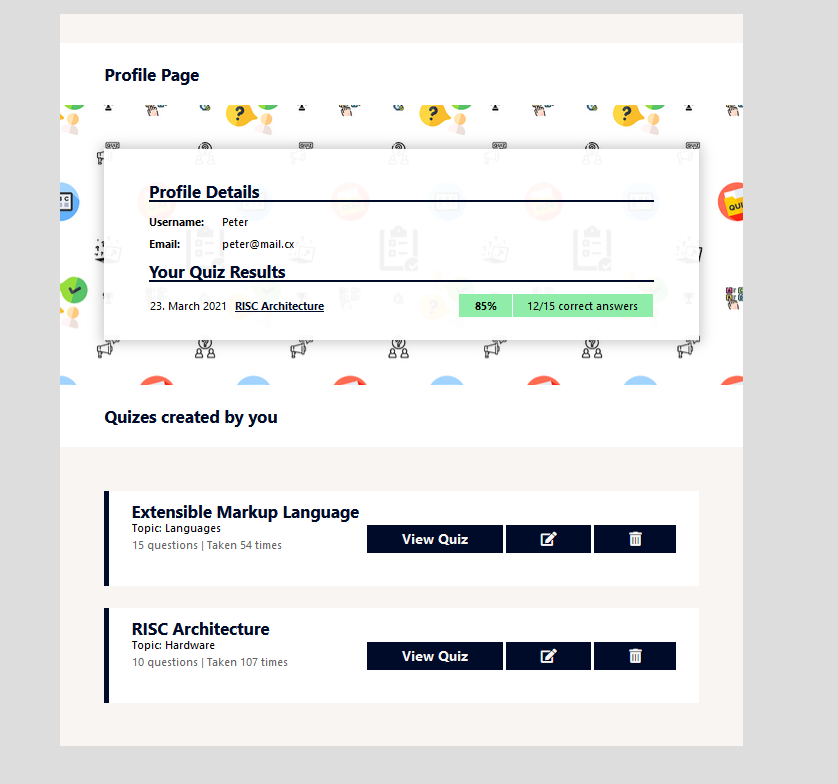 Profile Page
Profile Details
Username: Peter
Email: peter@mail.cx
Your Quiz Results
23. March 2021 RISC Architecture 85% 12/15 correct answers
Quizes created by you
Extensible Markup Language
Topic: Languages
15 questions | Taken 54 times
View Quiz
RISC Architecture
Topic: Hardware
10 questions | Taken 107 times
View Quiz